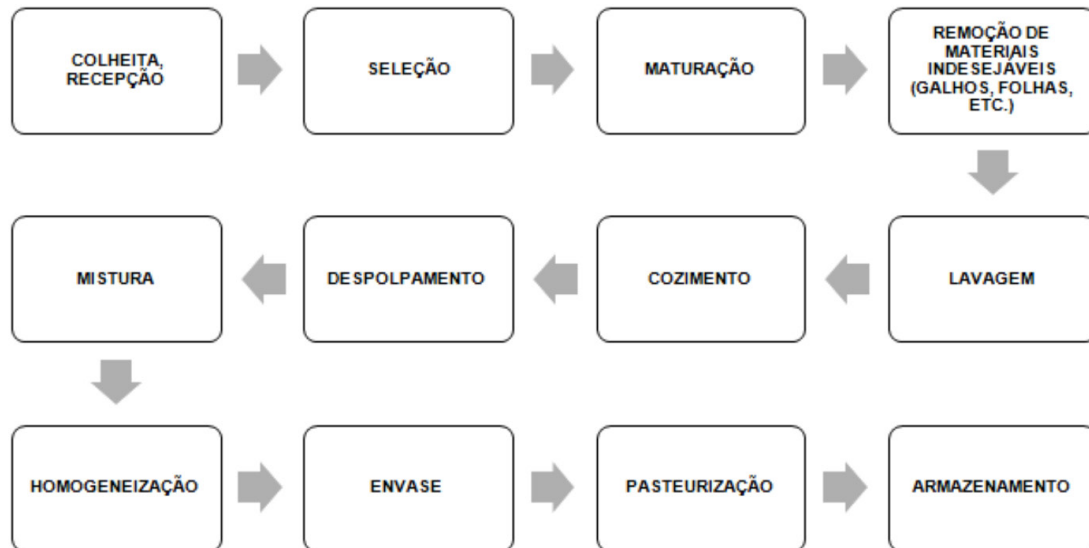 COLHEITA,
RECEPÇÃO
SELEÇÃO
MATURAÇÃO
REMOÇÃO DE
MATERIAIS
INDESEJÁVEIS
(GALHOS, FOLHAS,
ETC.)
LAVAGEM
COZIMENTO
DESPOLPAMENTO
MISTURA
HOMOGENEIZAÇÃO
ENVASE
PASTEURIZAÇÃO
ARMAZENAMENTO